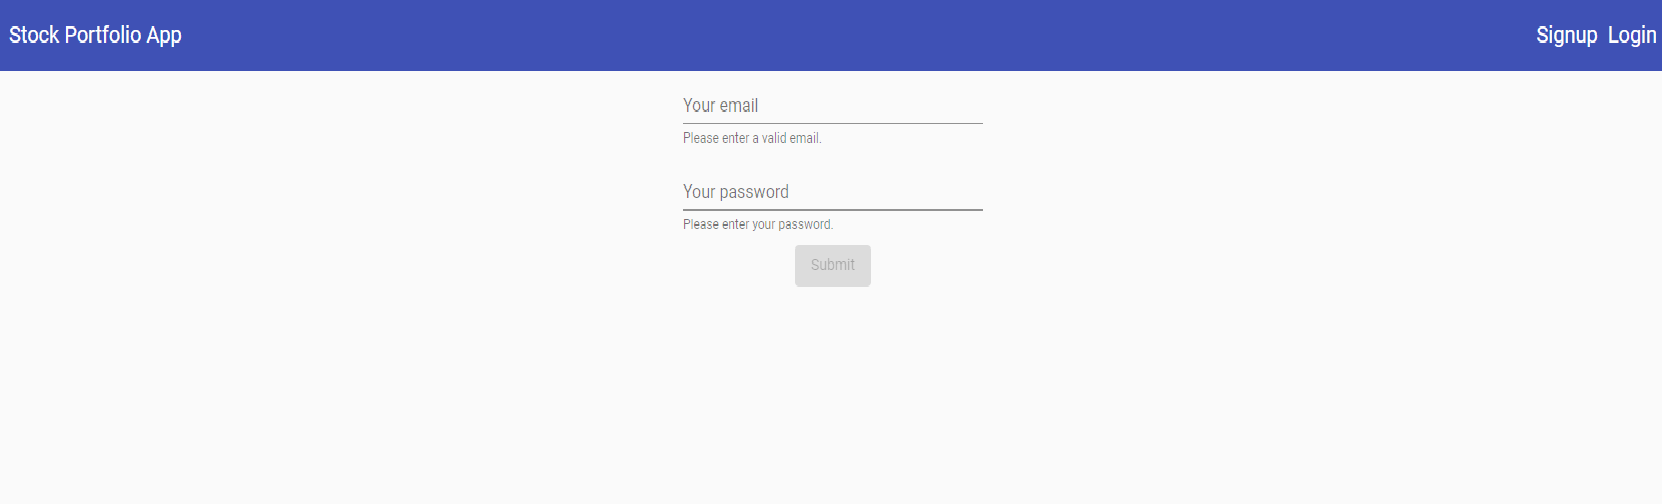 Stock Portfolio App
Signup Login
Your email
Please enter a valid email.
Your password
Please enter your password.
Submit